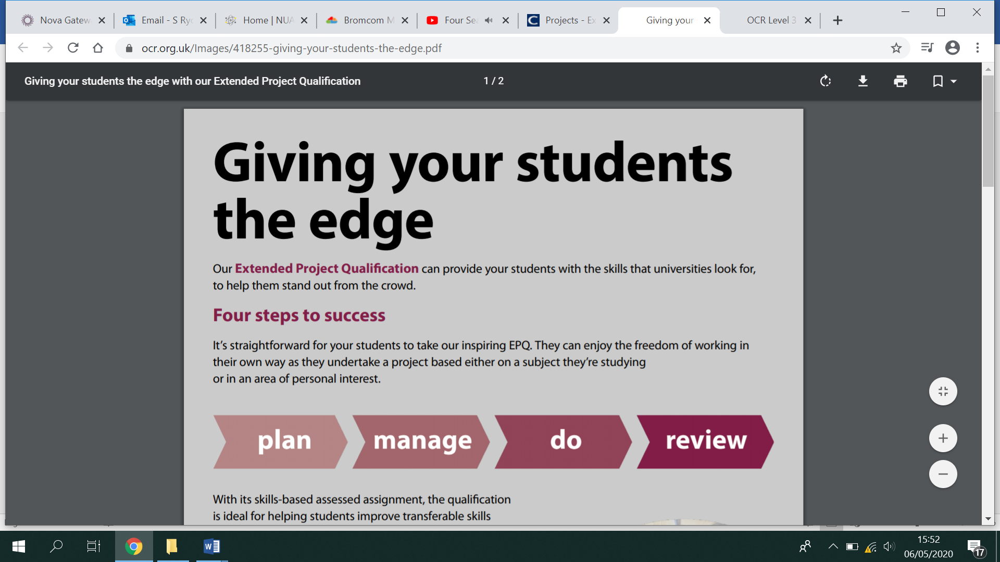 Nova Gatew
Email - S Ry
Home | NUA
Bromcom M
Four Sea
Projects - Ex
Giving your
OCR Level 3
ocr.org.uk/Images/418255-giving-your-students-the-edge.pdf
Giving your students the edge with our Extended Project Qualification
1 / 2
Giving your students
the edge
Our Extended Project Qualification can provide your students with the skills that universities look for,
to help them stand out from the crowd.
Four steps to success
It's straightforward for your students to take our inspiring EPQ. They can enjoy the freedom of working in
their own way as they undertake a project based either on a subject they're studying
or in an area of personal interest.
plan
manage
do
review
With its skills-based assessed assignment, the qualification
is ideal for helping students improve transferable skills
15:52
06/05/2020
17